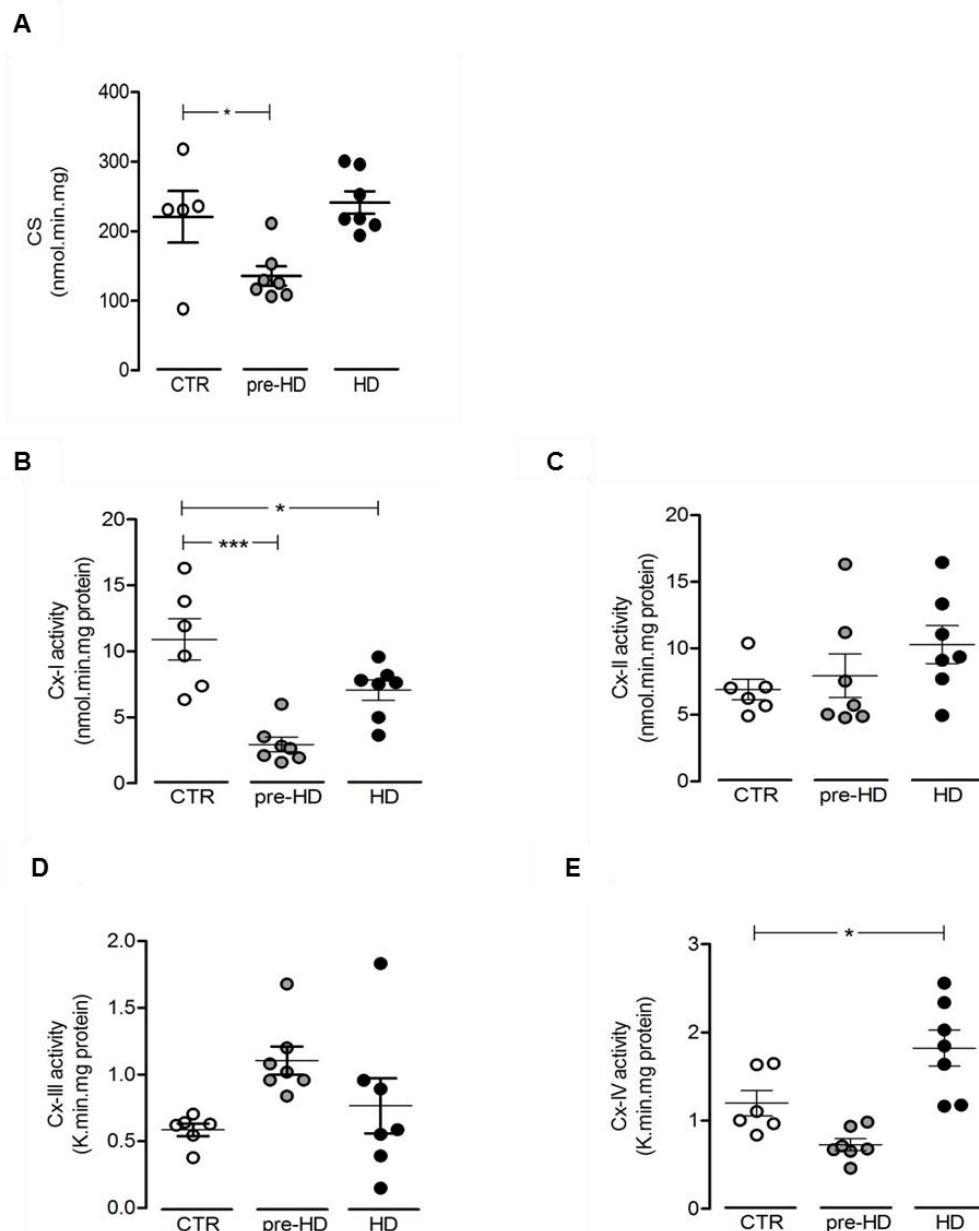 A
400
300
200
100
0
CS
(nmol.min.mg)
*
CTR pre-HD HD
B
20
15
10
5
0
Cx-I activity
(nmol.min.mg protein)
*
***
CTR pre-HD HD
C
20
15
10
5
0
Cx-II activity
(nmol.min.mg protein)
CTR pre-HD HD
D
2.0
1.5
1.0
0.5
0.0
Cx-III activity
(K.min.mg protein)
CTR pre-HD HD
E
3
2
1
0
Cx-IV activity
(K.min.mg protein)
*
CTR pre-HD HD